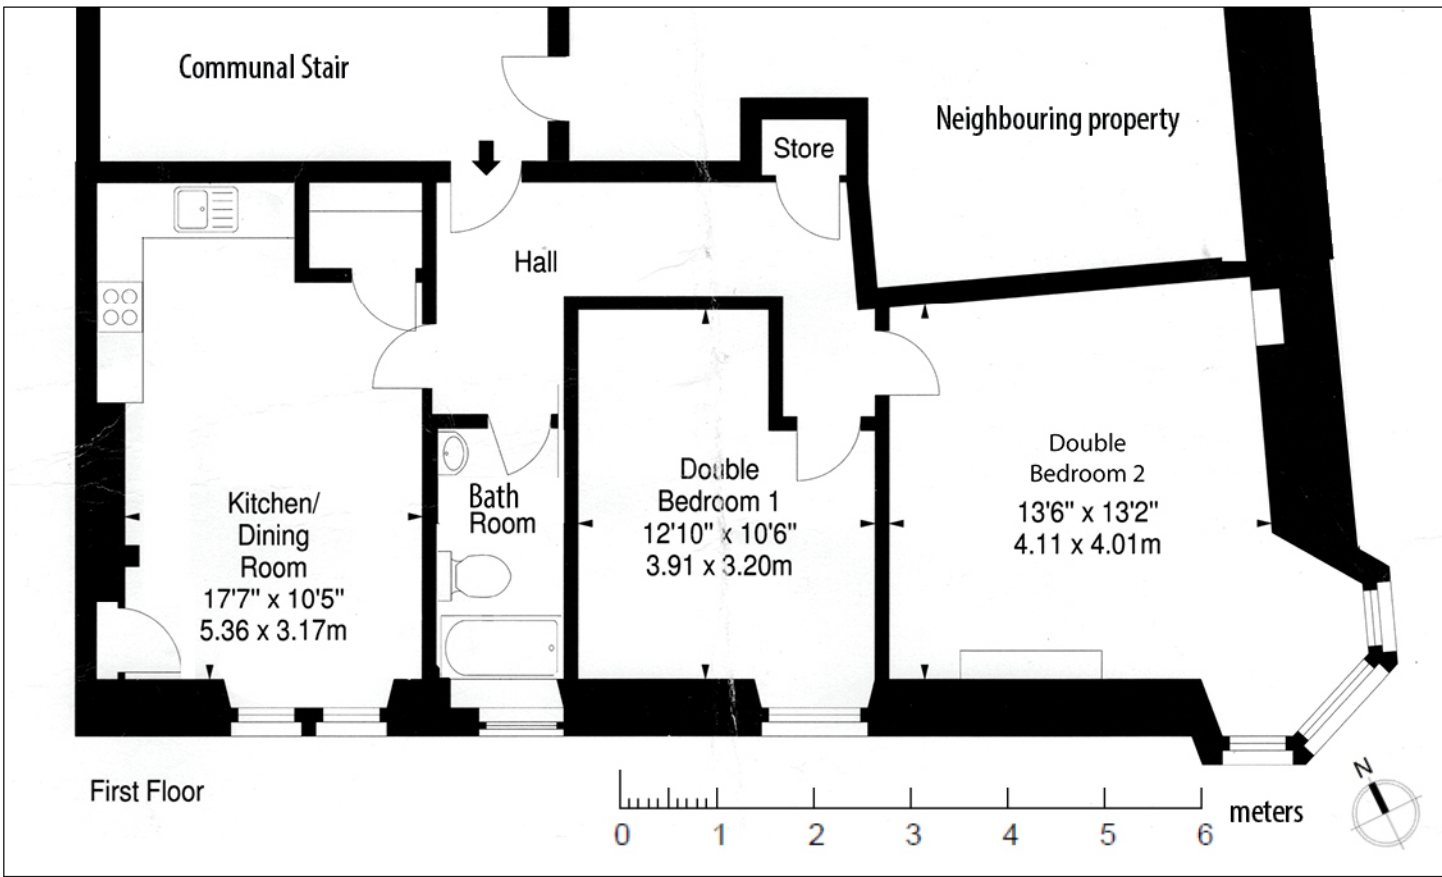 Communal Stair
Neighbouring property
Store
Hall
Double
Bedroom 2
13'6" x 13'2"
4.11 x 4.01m
Double
Bedroom 1
12'10" x 10'6"
3.91 x 3.20m
Bath
Room
Kitchen/
Dining
Room
17'7" x 10'5"
5.36 x 3.17m
First Floor
0 1 2 3 4 5 6 meters
N